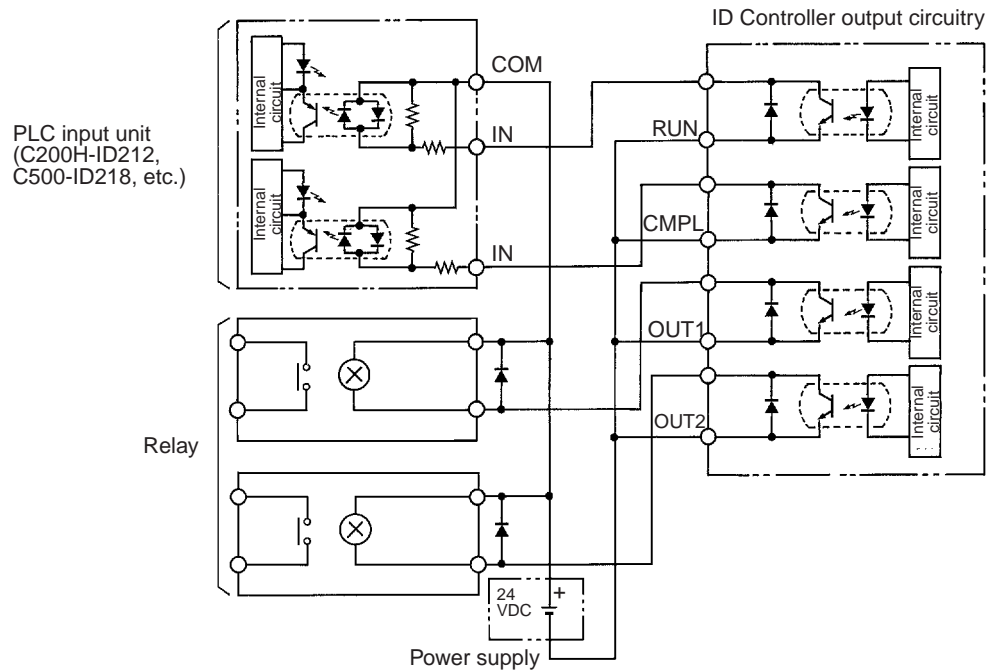 ID Controller output circuitry
PLC input unit
(C200H-ID212,
C500-ID218, etc.)
Internal
circuit
Internal
circuit
COM
IN
IN
RUN
CMPL
OUT1
OUT2
Internal
circuit
Internal
circuit
Internal
circuit
Internal
circuit
Relay
24
VDC
+
Power supply